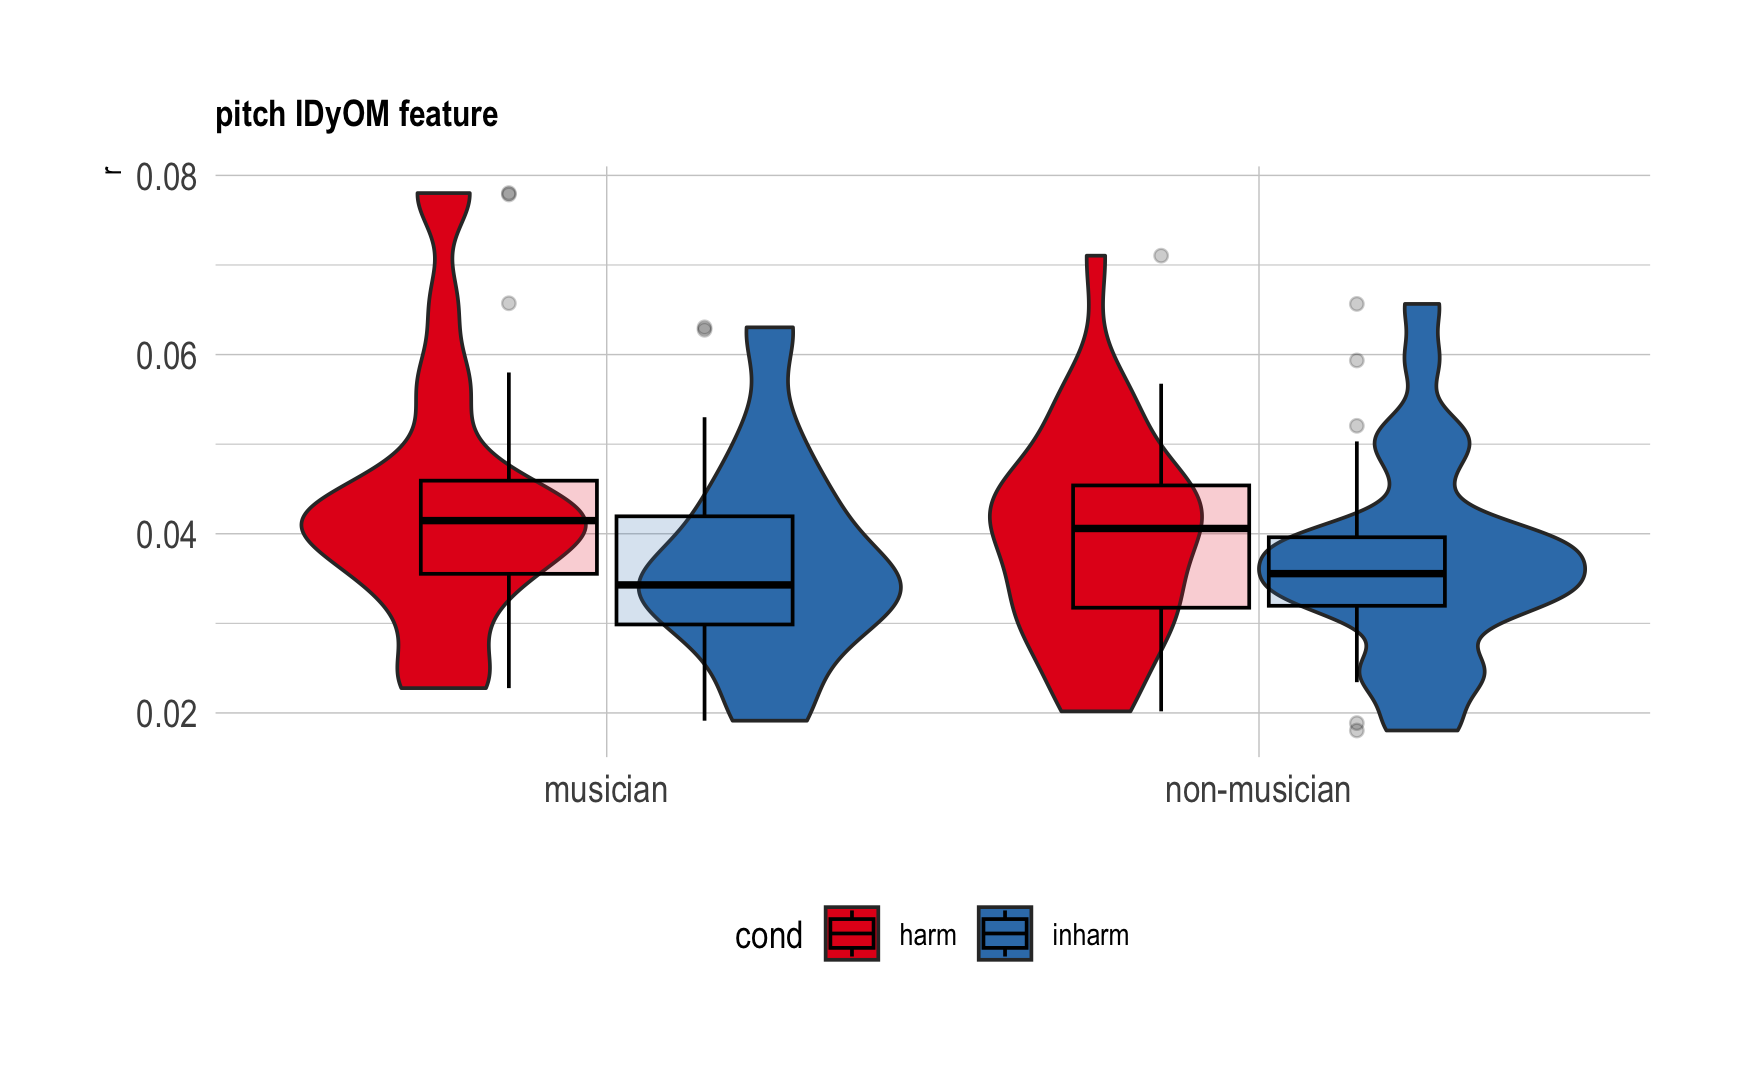 pitch IDyOM feature
r
0.08
0.06
0.04
0.02
musician non-musician
cond harm inharm